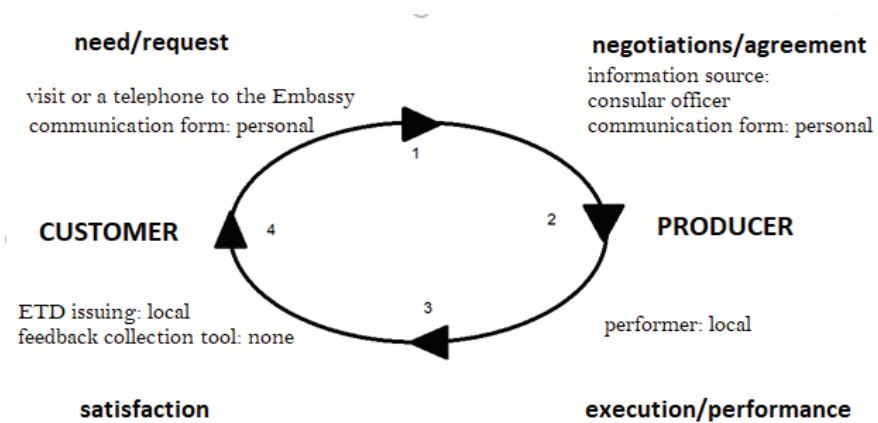 need/request
negotiations/agreement
visit or a telephone to the Embassy
communication form: personal
information source:
consular officer
communication form: personal
1
CUSTOMER
4
2
PRODUCER
3
ETD issuing: local
feedback collection tool: none
performer: local
satisfaction
execution/performance